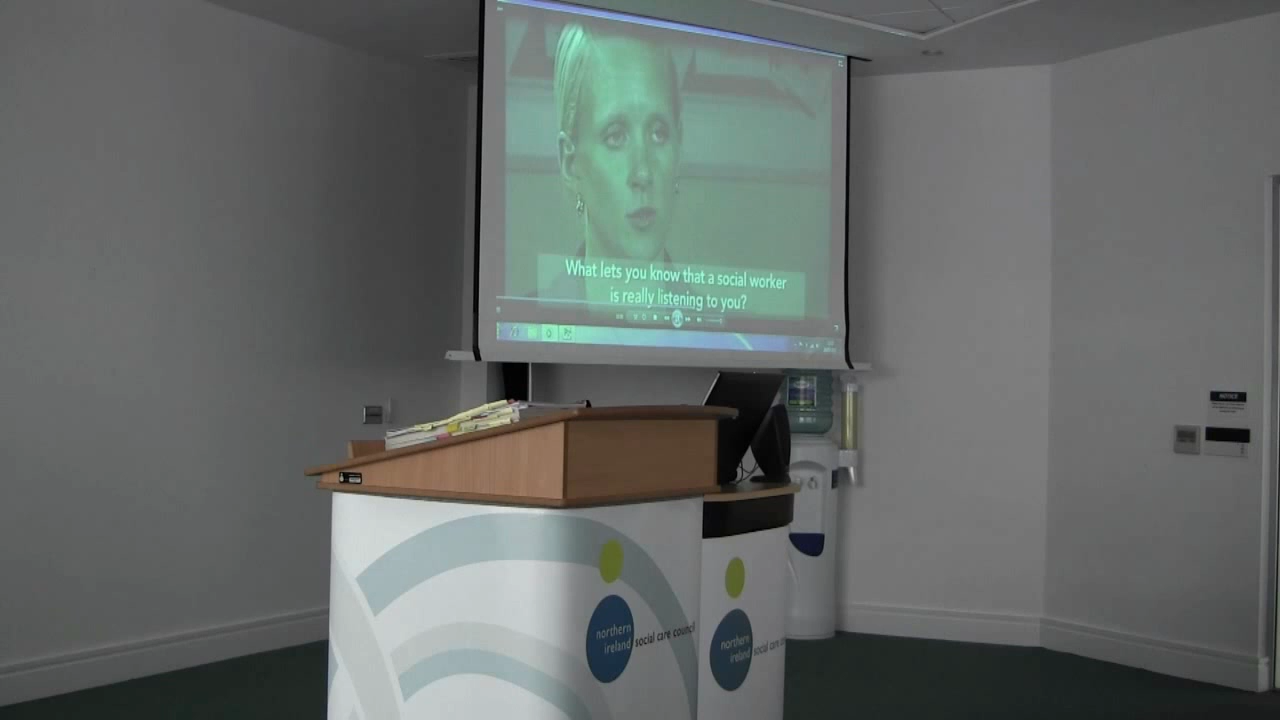 What lets you know that a social worker
is really listening to you?
NOTICE
northern
ireland social care council
northern
ireland social care